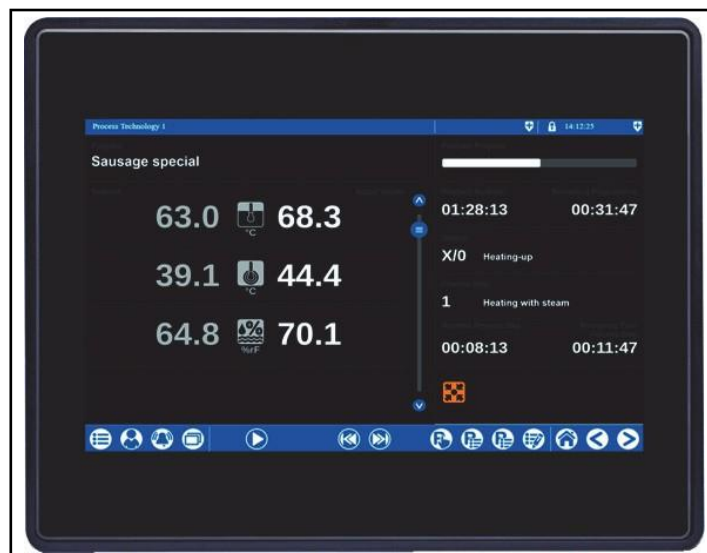 Process Technology 1
14:12:25
Sausage special
63.0 °C 68.3
39.1 °C 44.4
64.8 %rF 70.1
01:28:13 00:31:47
X/0 Heating-up
1 Heating with steam
00:08:13 00:11:47